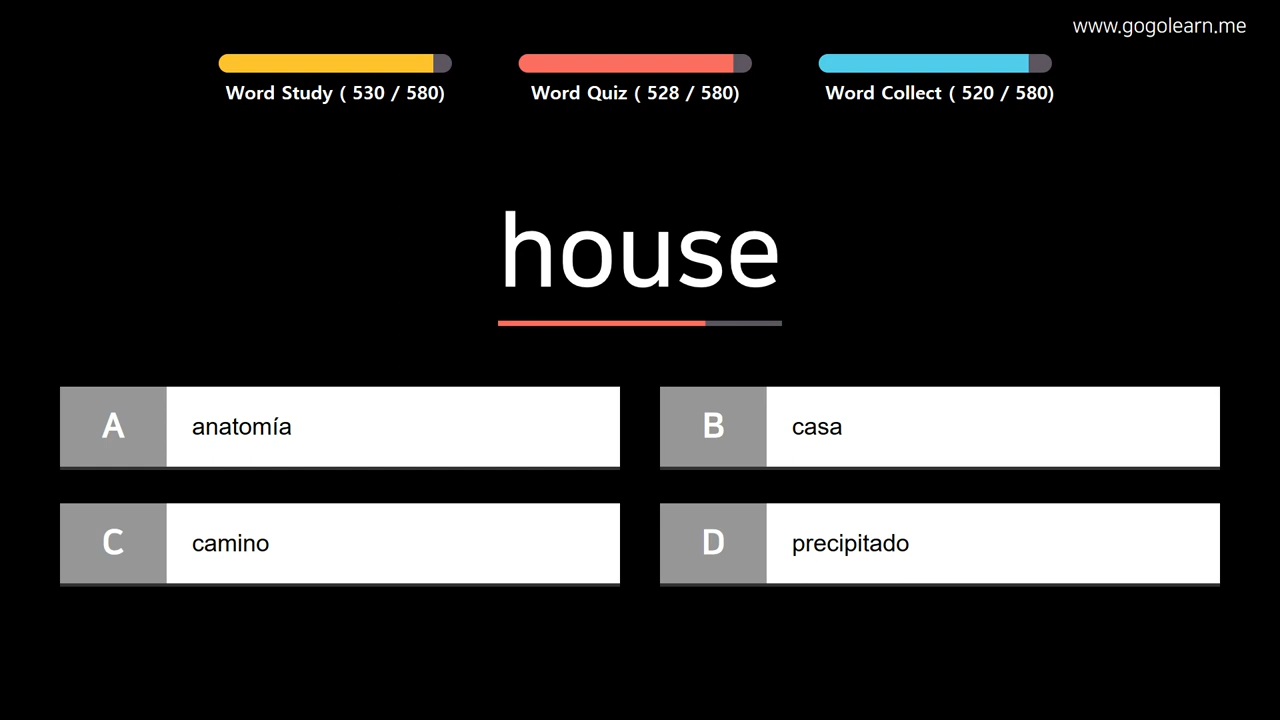 www.gogolearn.me
Word Study ( 530 / 580)
Word Quiz ( 528 / 580)
Word Collect ( 520 / 580)
house
A anatomía
B casa
C camino
D precipitado